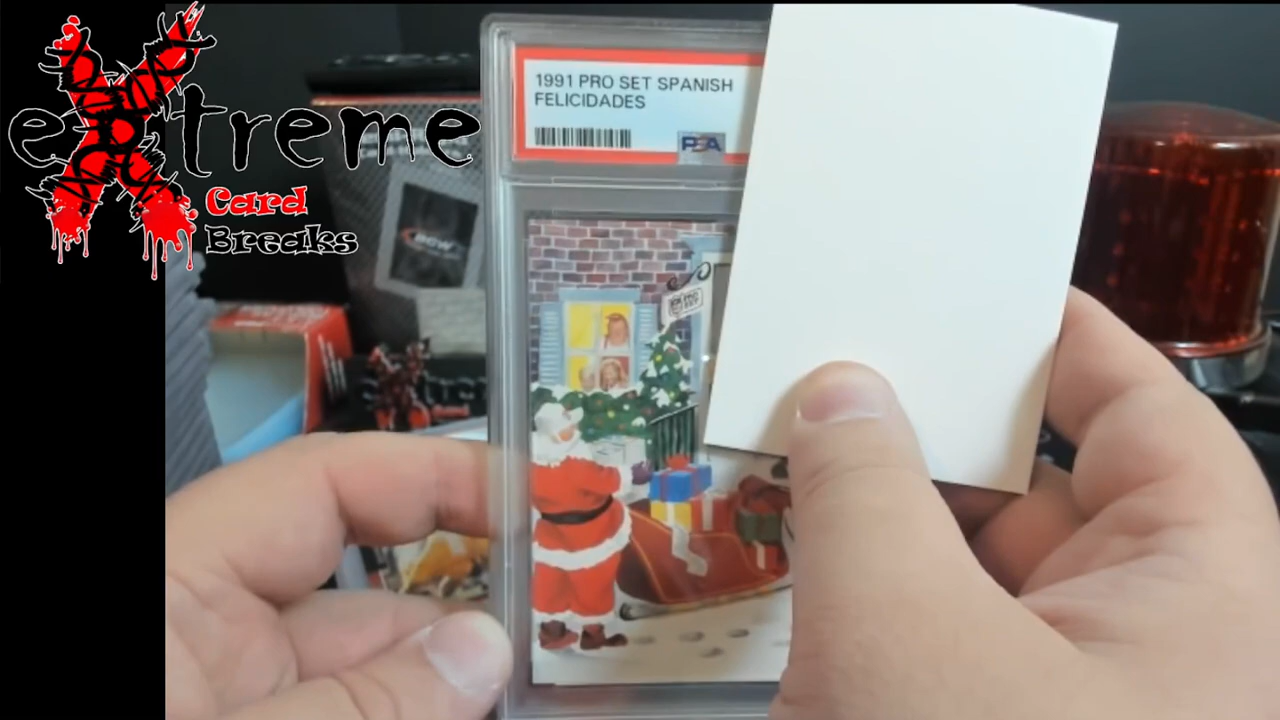 eXtreme
Card
Breaks
1991 PRO SET SPANISH
FELICIDADES
PSA